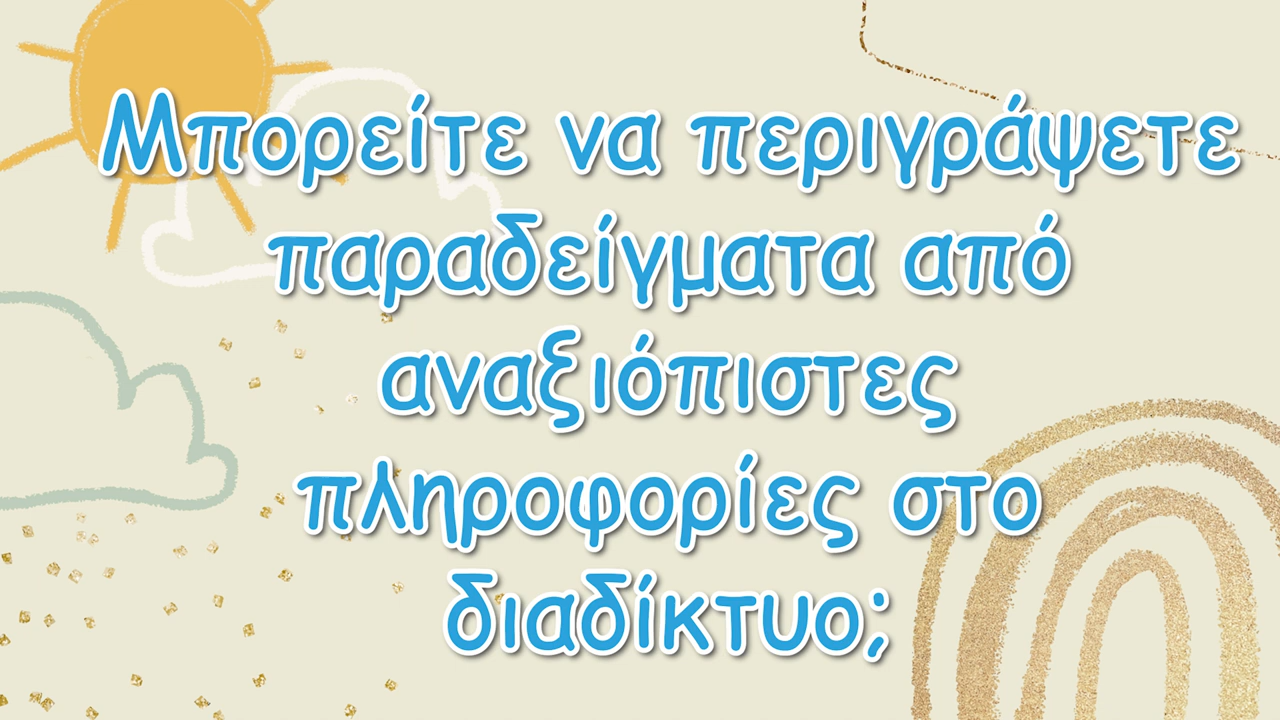 Μπορείτε να περιγράψετε
παραδείγματα από
αναξιόπιστες
πληροφορίες στο
διαδίκτυο;